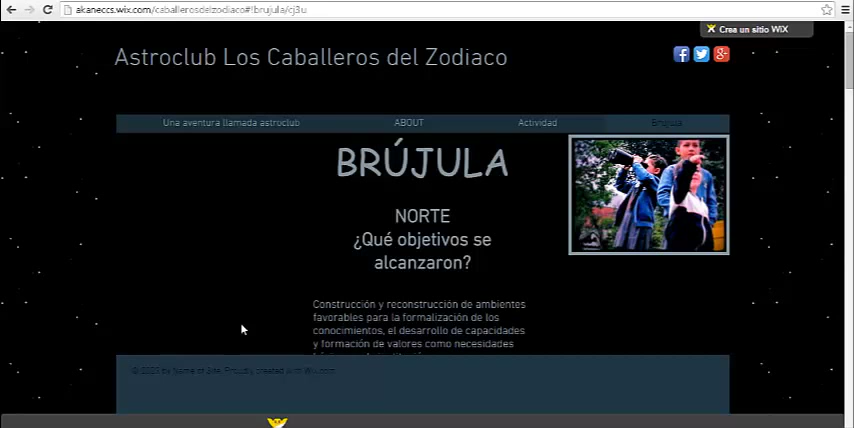 akaneccs.wix.com/caballerosdelzodiaco#!brujula/cj3u
Crea un sitio WiX
Astroclub Los Caballeros del Zodiaco
Una aventura llamada astroclub
ABOUT
Actividad
Brujula
BRÚJULA
NORTE
¿Qué objetivos se
alcanzaron?
Construcción y reconstrucción de ambientes
favorables para la formalización de los
conocimientos, el desarrollo de capacidades
y formación de valores como necesidades
by Name of Site. Proudly created with Wix.com